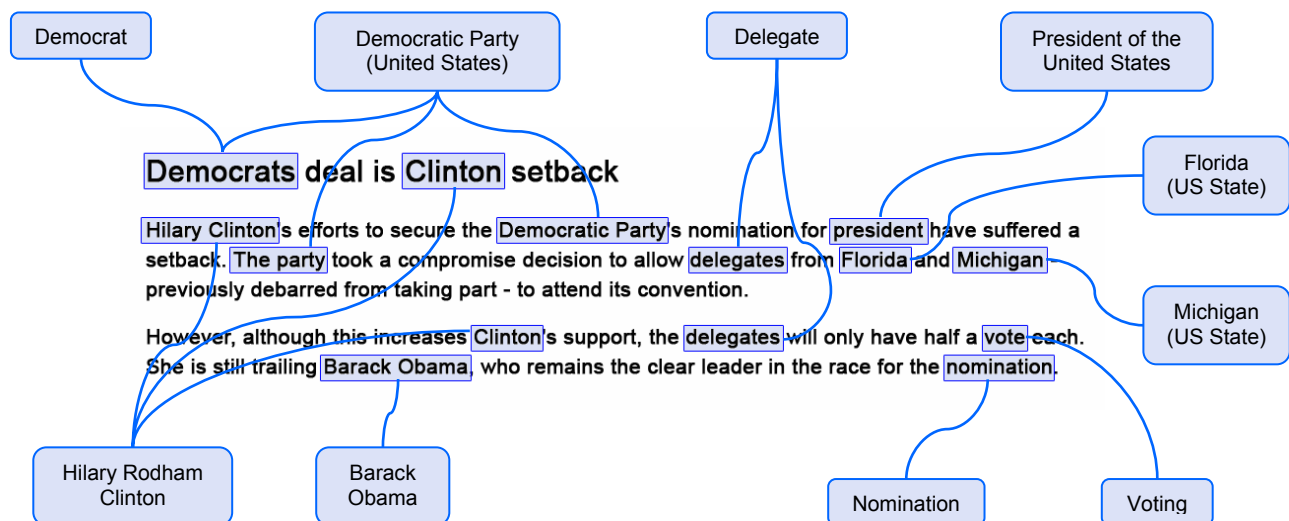 Democrat
Democratic Party
(United States)
Delegate
President of the
United States
Democrats deal is Clinton setback
Florida
(US State)
Hilary Clinton's efforts to secure the Democratic Party's nomination for president have suffered a
setback. The party took a compromise decision to allow delegates from Florida and Michigan -
previously debarred from taking part - to attend its convention.
Michigan
(US State)
However, although this increases Clinton's support, the delegates will only have half a vote each.
She is still trailing Barack Obama, who remains the clear leader in the race for the nomination.
Hilary Rodham
Clinton
Barack
Obama
Nomination
Voting